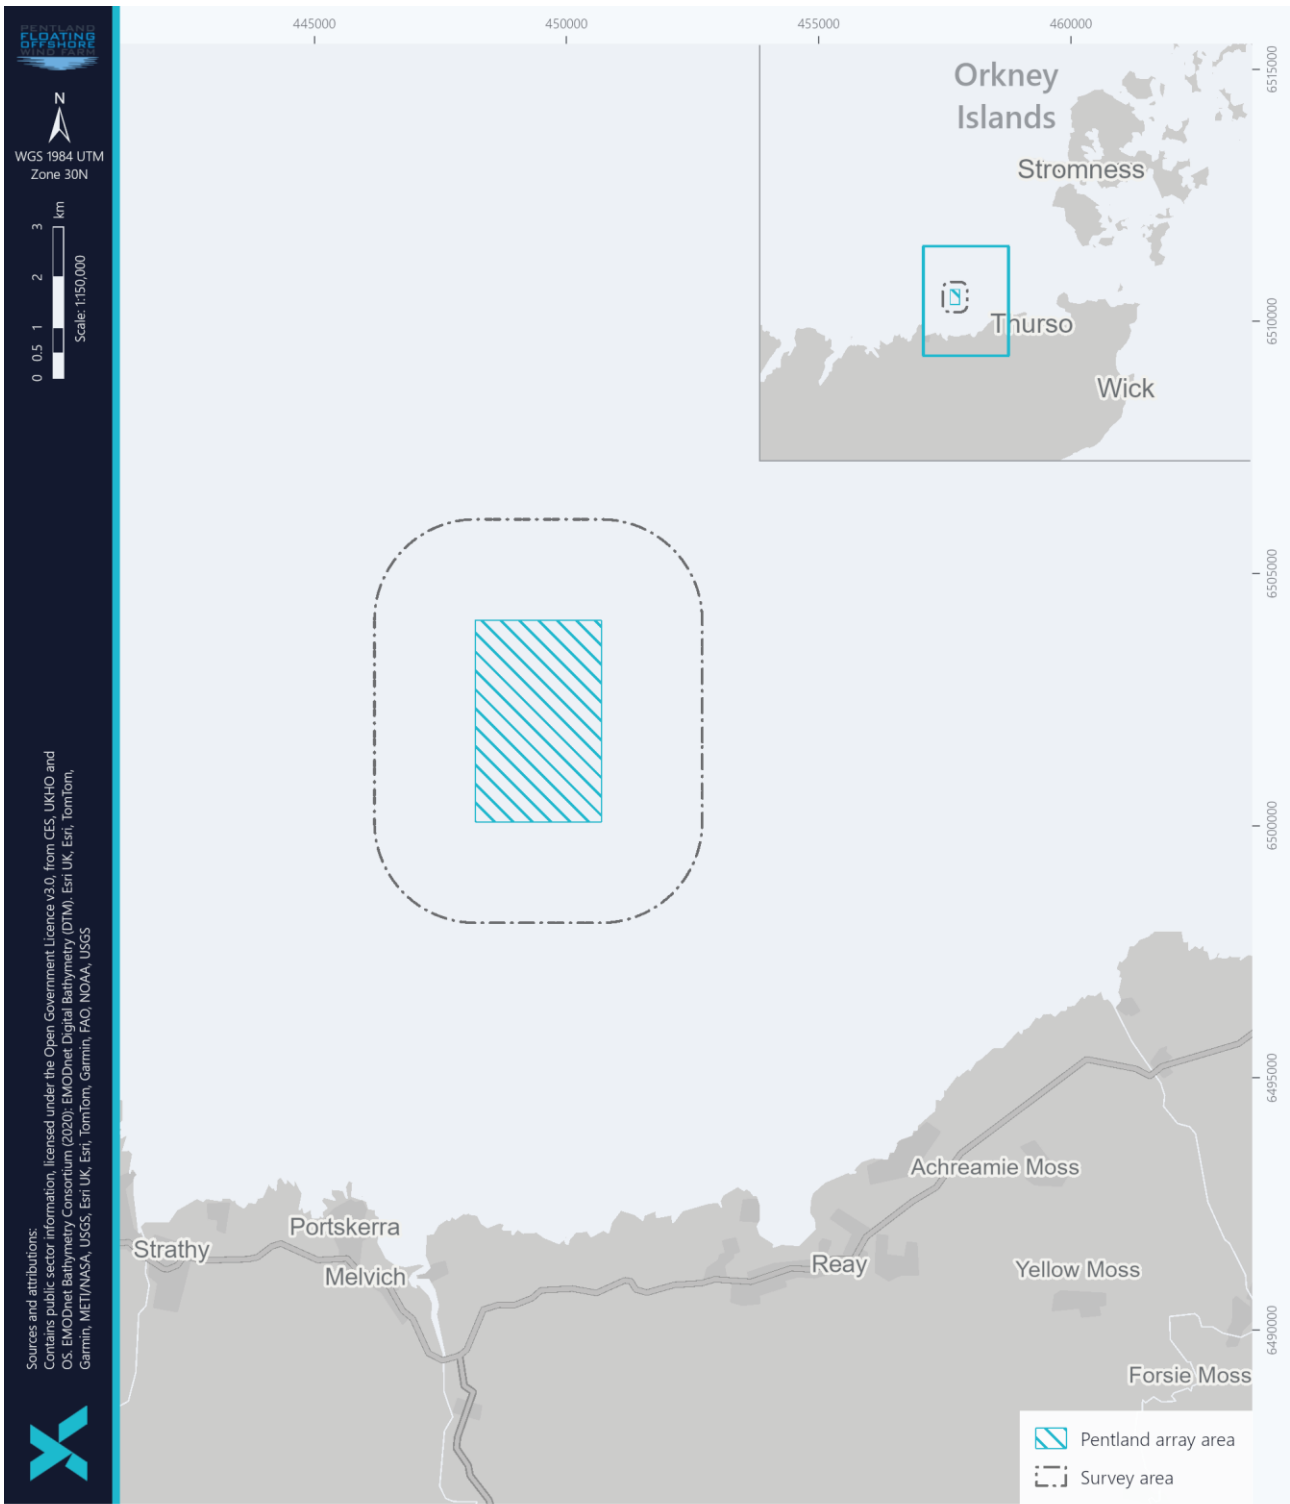 PENTLAND
FLOATING
OFFSHORE
WIND FARM
N
WGS 1984 UTM
Zone 30N
0 0.5 1 2 3 km
Scale: 1:150,000
Sources and attributions:
Contains public sector information, licensed under the Open Government Licence v3.0, from CES, UKHO and
OS. EMODnet Bathymetry Consortium (2020): EMODnet Digital Bathymetry (DTM). Esri UK, Esri, TomTom,
Garmin, METI/NASA, USGS, Esri UK, Esri, TomTom, Garmin, FAO, NOAA, USGS
445000 450000 455000 460000
6515000
6510000
6505000
6500000
6495000
6490000
Orkney
Islands
Stromness
Thurso
Wick
Achreamie Moss
Portskerra
Strathy
Melvich
Reay
Yellow Moss
Forsie Moss
Pentland array area
Survey area